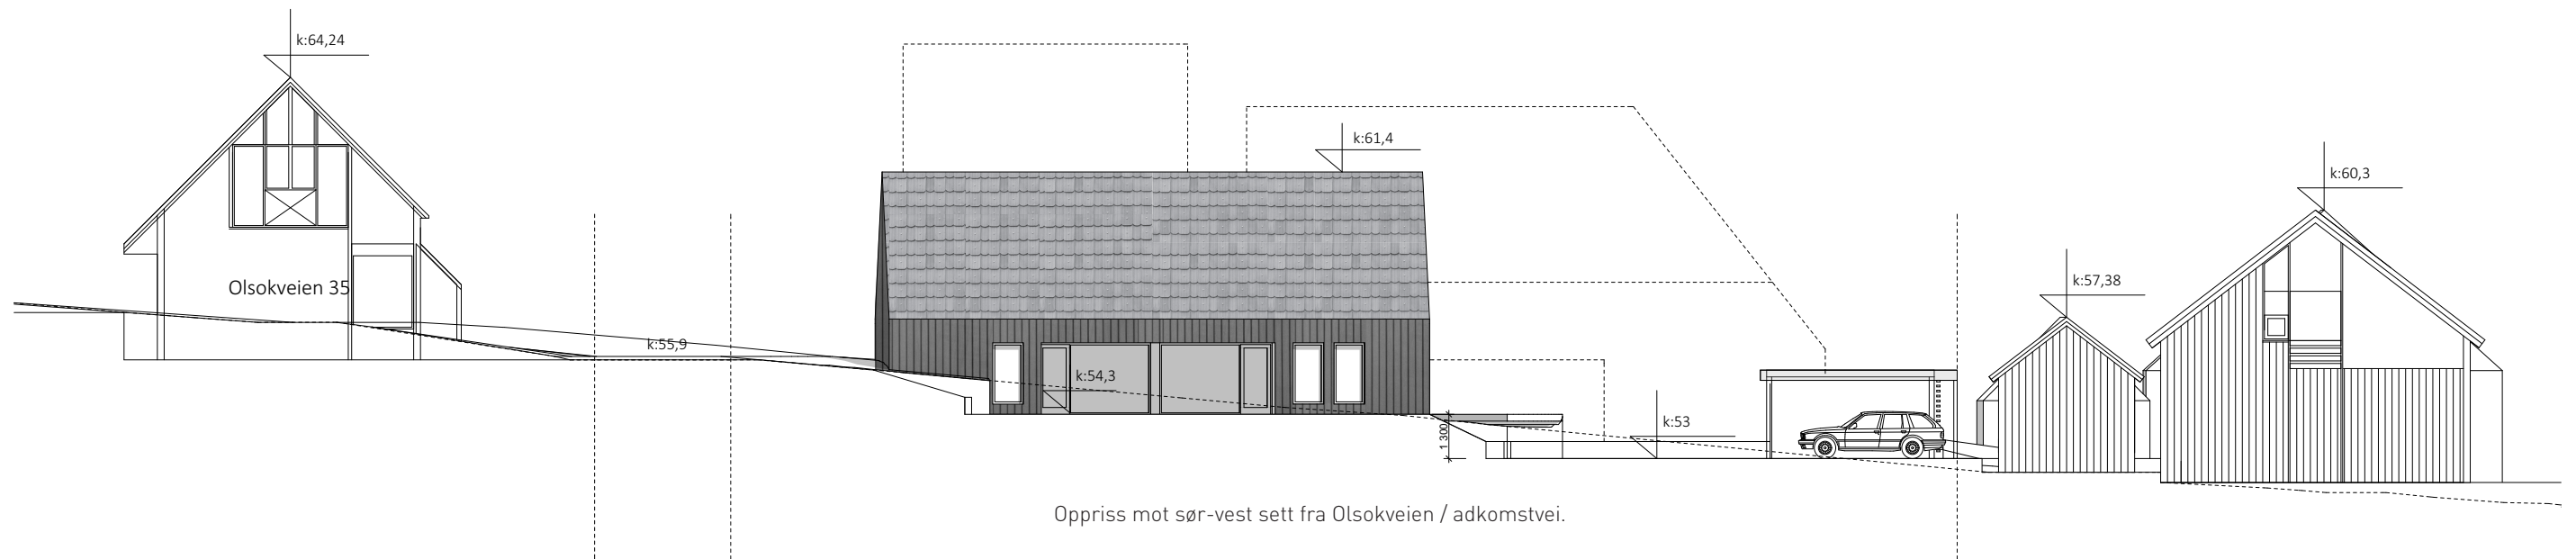 k:64,24
k:61,4
k:60,3
k:57,38
Olsokveien 35
k:55,9
k:54,3
k:53
1 300
Oppriss mot sør-vest sett fra Olsokveien / adkomstvei.